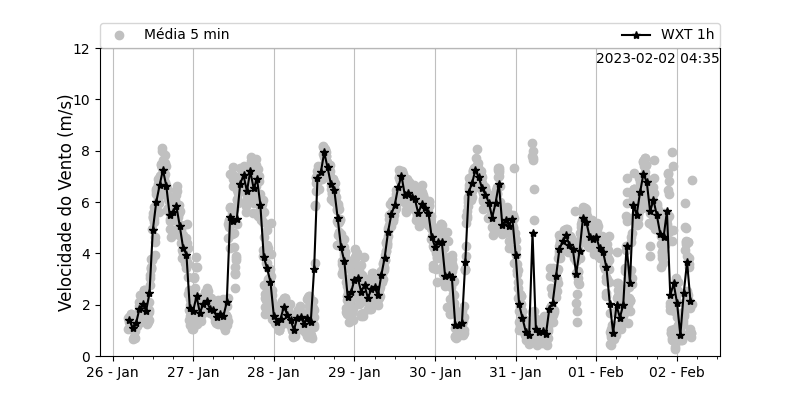 Média 5 min
WXT 1h
2023-02-02 04:35
Velocidade do Vento (m/s)
12
10
8
6
4
2
0
26 - Jan
27 - Jan
28 - Jan
29 - Jan
30 - Jan
31 - Jan
01 - Feb
02 - Feb